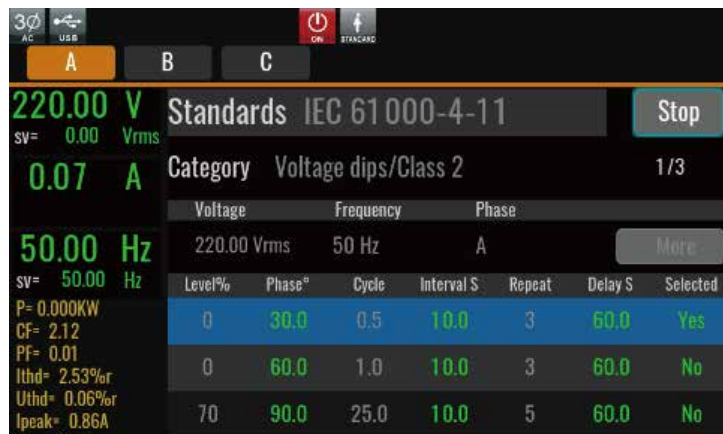 3Ø
AC USB ON STANDARD
A B C
220.00 V
sv= 0.00 Vrms
0.07 A
50.00 Hz
sv= 50.00 Hz
P= 0.000KW
CF= 2.12
PF= 0.01
Ithd= 2.53%r
Uthd= 0.06%r
Ipeak= 0.86A
Standards IEC 61000-4-11 Stop
Category Voltage dips/Class 2 1/3
Voltage Frequency Phase
220.00 Vrms 50 Hz A More
Level% Phase° Cycle Interval S Repeat Delay S Selected
0 30.0 0.5 10.0 3 60.0 Yes
0 60.0 1.0 10.0 3 60.0 No
70 90.0 25.0 10.0 5 60.0 No